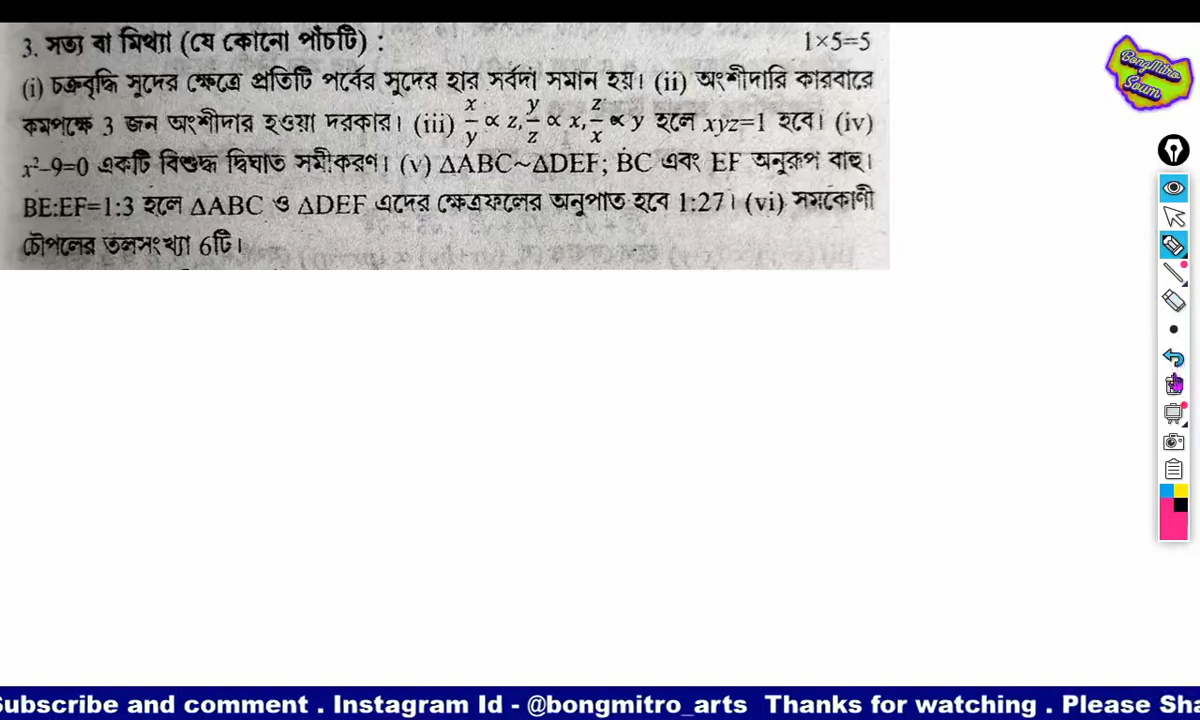 3. সত্য বা মিথ্যা (যে কোনো পাঁচটি) : 1×5=5
(i) চক্রবৃদ্ধি সুদের ক্ষেত্রে প্রতিটি পর্বের সুদের হার সর্বদা সমান হয়। (ii) অংশীদারি কারবারে
কমপক্ষে 3 জন অংশীদার হওয়া দরকার। (iii) x/y ∝ z, y/z ∝ x, z/x ∝ y হলে xyz=1 হবে। (iv)
x²–9=0 একটি বিশুদ্ধ দ্বিঘাত সমীকরণ। (v) ΔABC~ΔDEF; BC এবং EF অনুরূপ বাহু।
BE:EF=1:3 হলে ΔABC ও ΔDEF এদের ক্ষেত্রফলের অনুপাত হবে 1:27। (vi) সমকোণী
চৌপলের তলসংখ্যা 6টি।
BongMitro
Soum
Subscribe and comment . Instagram Id - @bongmitro_arts Thanks for watching . Please Sha